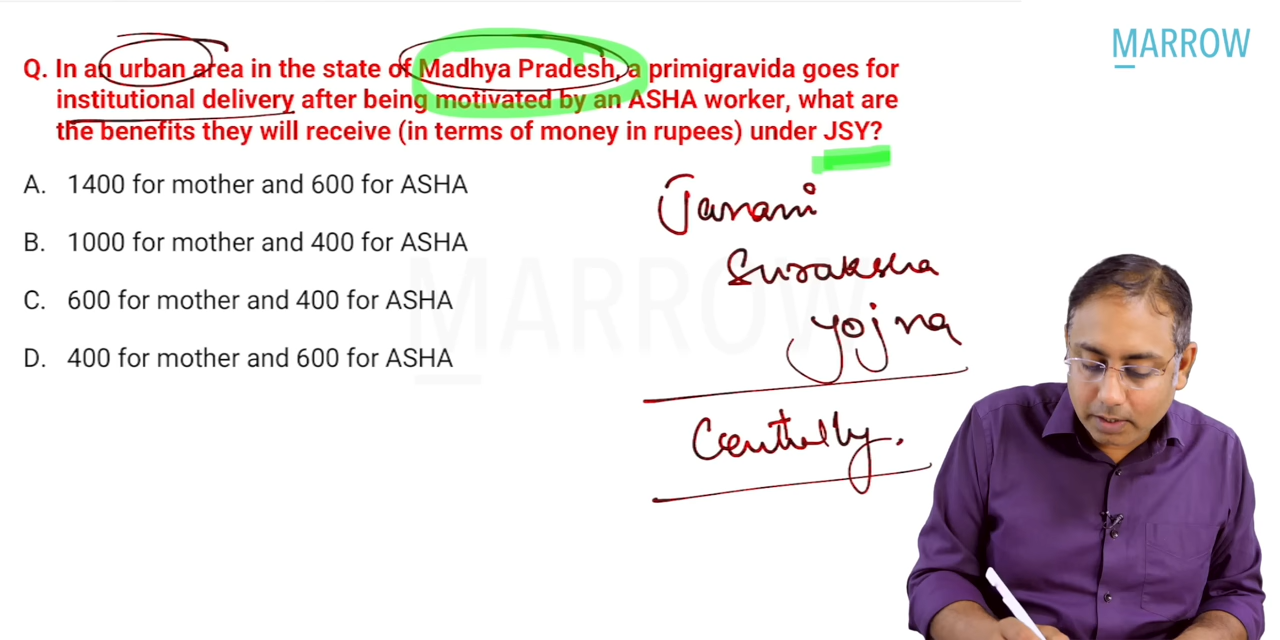 MARROW
Q. In an urban area in the state of Madhya Pradesh, a primigravida goes for
institutional delivery after being motivated by an ASHA worker, what are
the benefits they will receive (in terms of money in rupees) under JSY?
A. 1400 for mother and 600 for ASHA
B. 1000 for mother and 400 for ASHA
C. 600 for mother and 400 for ASHA
D. 400 for mother and 600 for ASHA
Janani
Suraksha
Yojna
Centrally.
MARROW